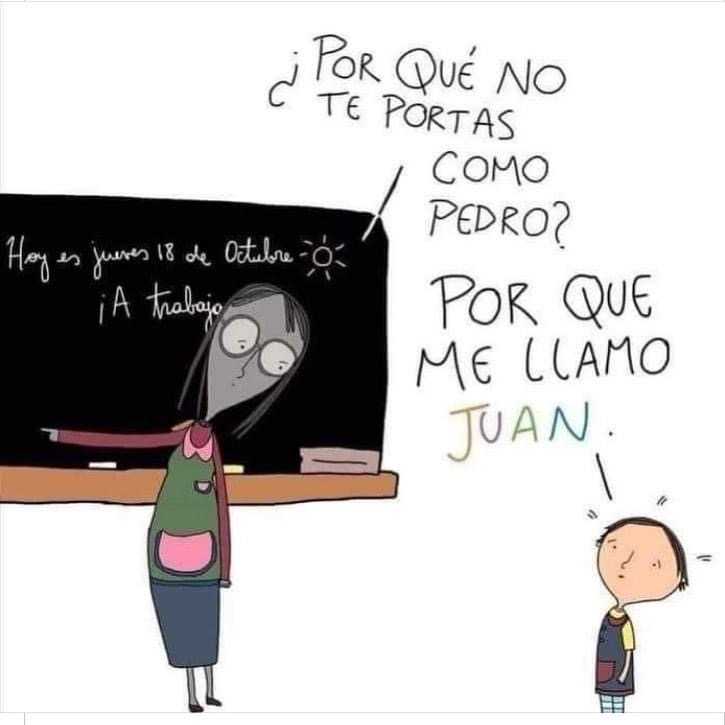 ¿POR QUÉ NO
TE PORTAS
COMO
PEDRO?
Hoy es jueves 18 de Octubre
¡A trabajo
POR QUE
ME LLAMO
JUAN.